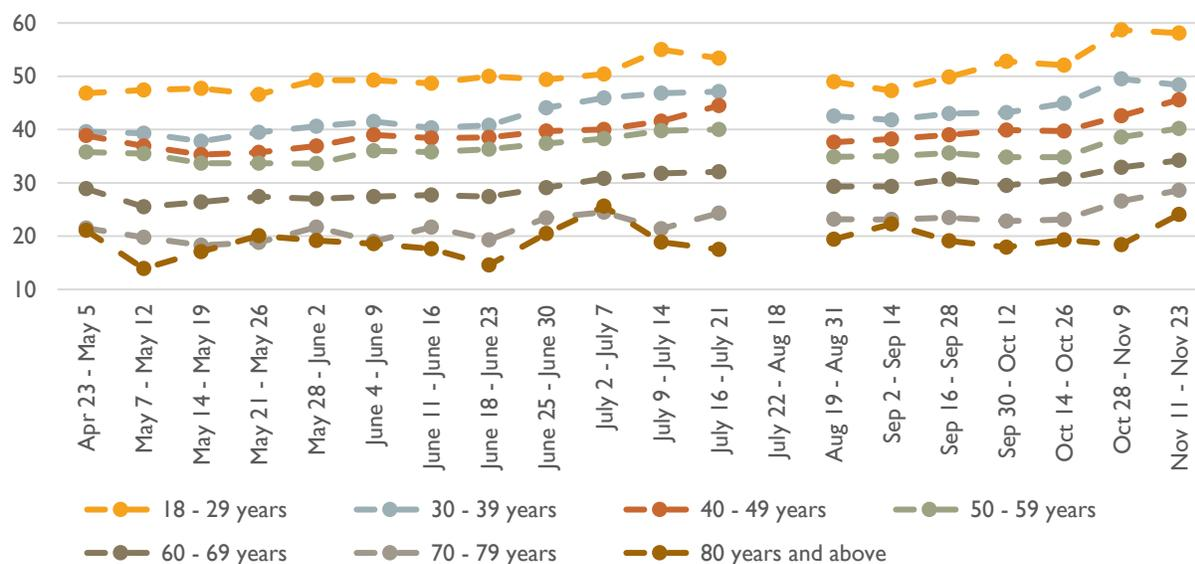 60
50
40
30
20
10
Apr 23 - May 5
May 7 - May 12
May 14 - May 19
May 21 - May 26
May 28 - June 2
June 4 - June 9
June 11 - June 16
June 18 - June 23
June 25 - June 30
July 2 - July 7
July 9 - July 14
July 16 - July 21
July 22 - Aug 18
Aug 19 - Aug 31
Sep 2 - Sep 14
Sep 16 - Sep 28
Sep 30 - Oct 12
Oct 14 - Oct 26
Oct 28 - Nov 9
Nov 11 - Nov 23
18 - 29 years 30 - 39 years 40 - 49 years 50 - 59 years
60 - 69 years 70 - 79 years 80 years and above